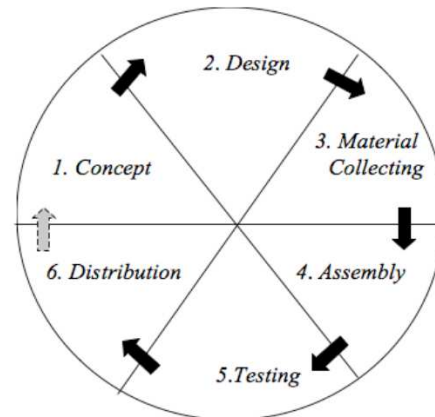 1. Concept
2. Design
3. Material
Collecting
4. Assembly
5.Testing
6. Distribution